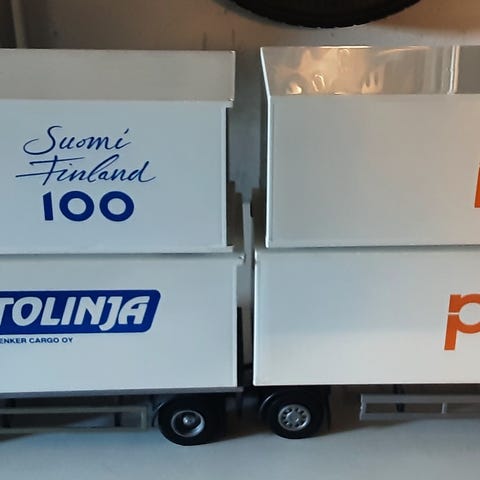 Suomi
Finland
100
TOLINJA
ENKER CARGO OY
p